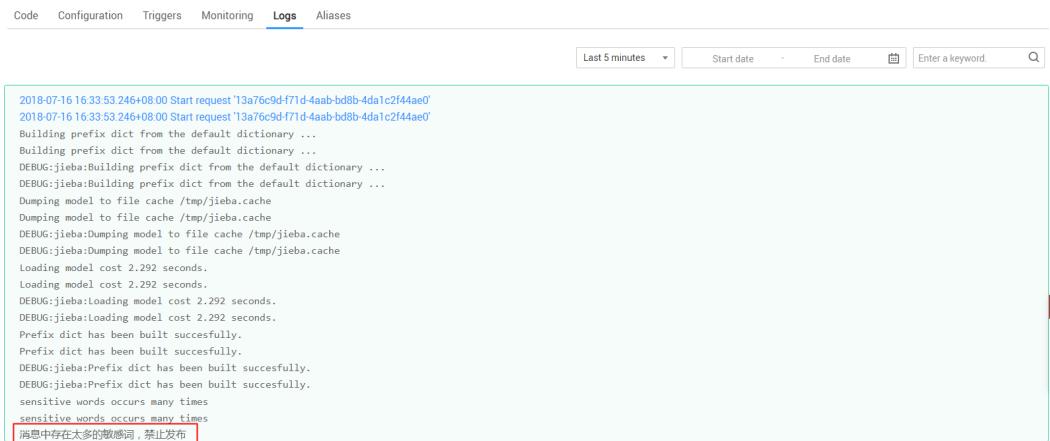 Code Configuration Triggers Monitoring Logs Aliases
Last 5 minutes Start date - End date Enter a keyword.
2018-07-16 16:33:53.246+08:00 Start request '13a76c9d-f71d-4aab-bd8b-4da1c2f44ae0'
2018-07-16 16:33:53.246+08:00 Start request '13a76c9d-f71d-4aab-bd8b-4da1c2f44ae0'
Building prefix dict from the default dictionary ...
Building prefix dict from the default dictionary ...
DEBUG:jieba:Building prefix dict from the default dictionary ...
DEBUG:jieba:Building prefix dict from the default dictionary ...
Dumping model to file cache /tmp/jieba.cache
Dumping model to file cache /tmp/jieba.cache
DEBUG:jieba:Dumping model to file cache /tmp/jieba.cache
DEBUG:jieba:Dumping model to file cache /tmp/jieba.cache
Loading model cost 2.292 seconds.
Loading model cost 2.292 seconds.
DEBUG:jieba:Loading model cost 2.292 seconds.
DEBUG:jieba:Loading model cost 2.292 seconds.
Prefix dict has been built succesfully.
Prefix dict has been built succesfully.
DEBUG:jieba:Prefix dict has been built succesfully.
DEBUG:jieba:Prefix dict has been built succesfully.
sensitive words occurs many times
sensitive words occurs many times
消息中存在太多的敏感词，禁止发布